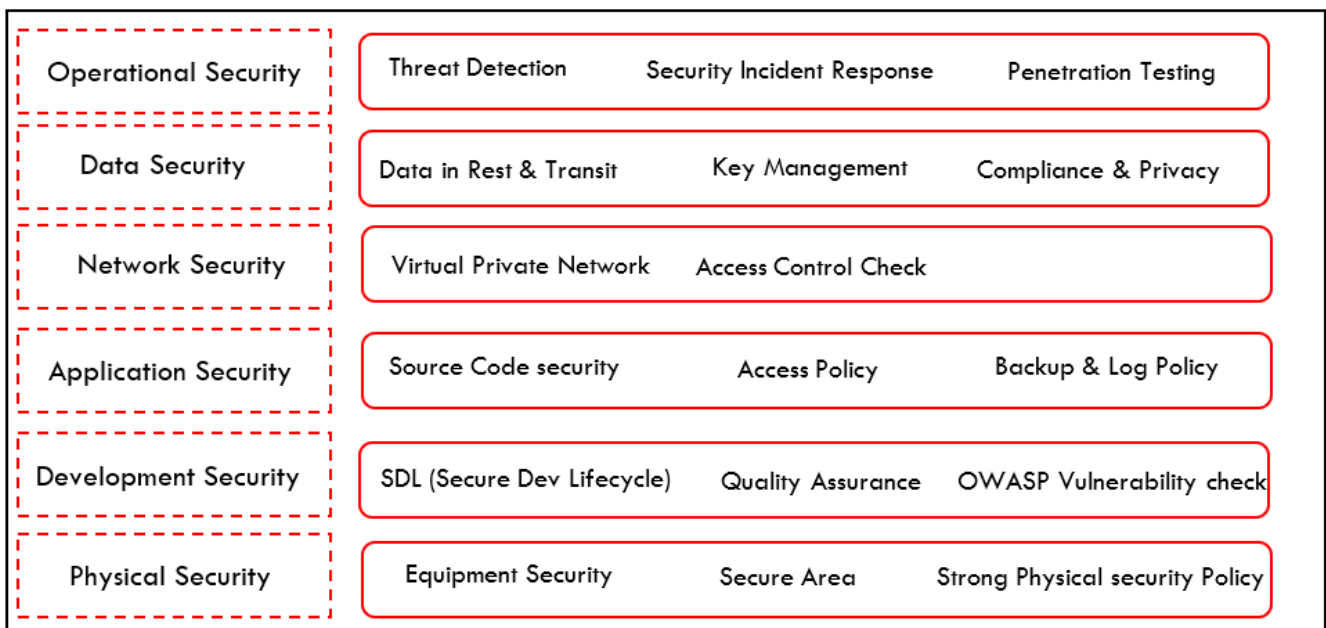 Operational Security
Threat Detection
Security Incident Response
Penetration Testing
Data Security
Data in Rest & Transit
Key Management
Compliance & Privacy
Network Security
Virtual Private Network
Access Control Check
Application Security
Source Code security
Access Policy
Backup & Log Policy
Development Security
SDL (Secure Dev Lifecycle)
Quality Assurance
OWASP Vulnerability check
Physical Security
Equipment Security
Secure Area
Strong Physical security Policy